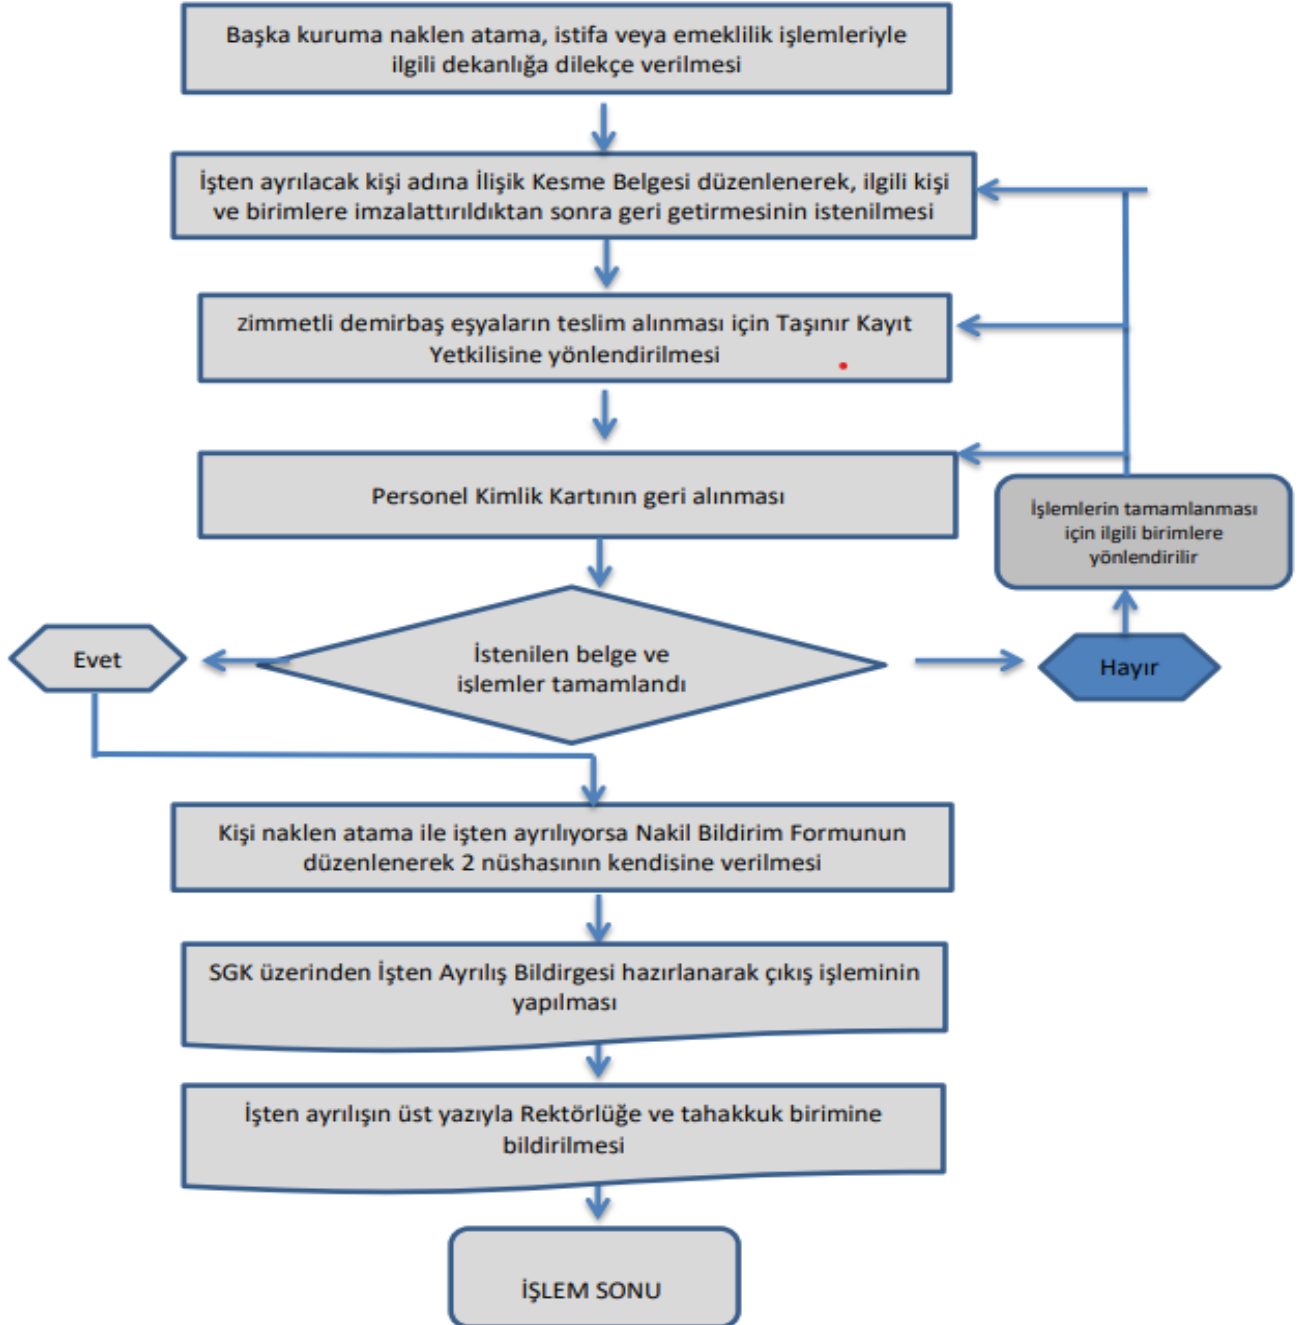 Başka kuruma naklen atama, istifa veya emeklilik işlemleriyle
ilgili dekanlığa dilekçe verilmesi
İşten ayrılacak kişi adına İlişik Kesme Belgesi düzenlenerek, ilgili kişi
ve birimlere imzalattırıldıktan sonra geri getirmesinin istenilmesi
zimmetli demirbaş eşyaların teslim alınması için Taşınır Kayıt
Yetkilisine yönlendirilmesi
Personel Kimlik Kartının geri alınması
İşlemlerin tamamlanması
için ilgili birimlere
yönlendirilir
İstenilen belge ve
işlemler tamamlandı
Evet
Hayır
Kişi naklen atama ile işten ayrılıyorsa Nakil Bildirim Formunun
düzenlenerek 2 nüshasının kendisine verilmesi
SGK üzerinden İşten Ayrılış Bildirgesi hazırlanarak çıkış işleminin
yapılması
İşten ayrılışın üst yazıyla Rektörlüğe ve tahakkuk birimine
bildirilmesi
İŞLEM SONU